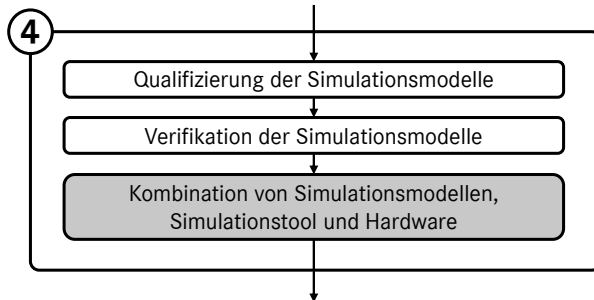 4
Qualifizierung der Simulationsmodelle
Verifikation der Simulationsmodelle
Kombination von Simulationsmodellen,
Simulationstool und Hardware